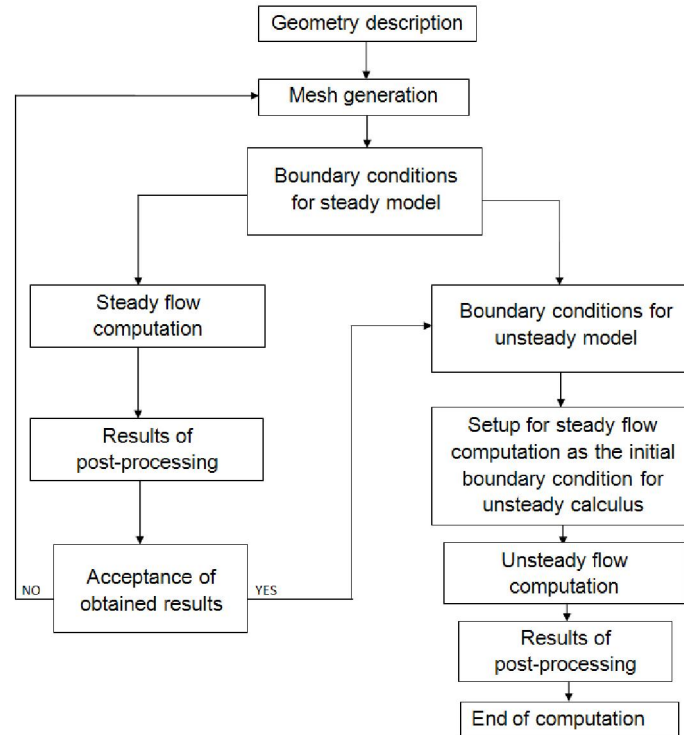 Geometry description
Mesh generation
Boundary conditions
for steady model
Steady flow
computation
Results of
post-processing
Acceptance of
obtained results
NO
YES
Boundary conditions for
unsteady model
Setup for steady flow
computation as the initial
boundary condition for
unsteady calculus
Unsteady flow
computation
Results of
post-processing
End of computation